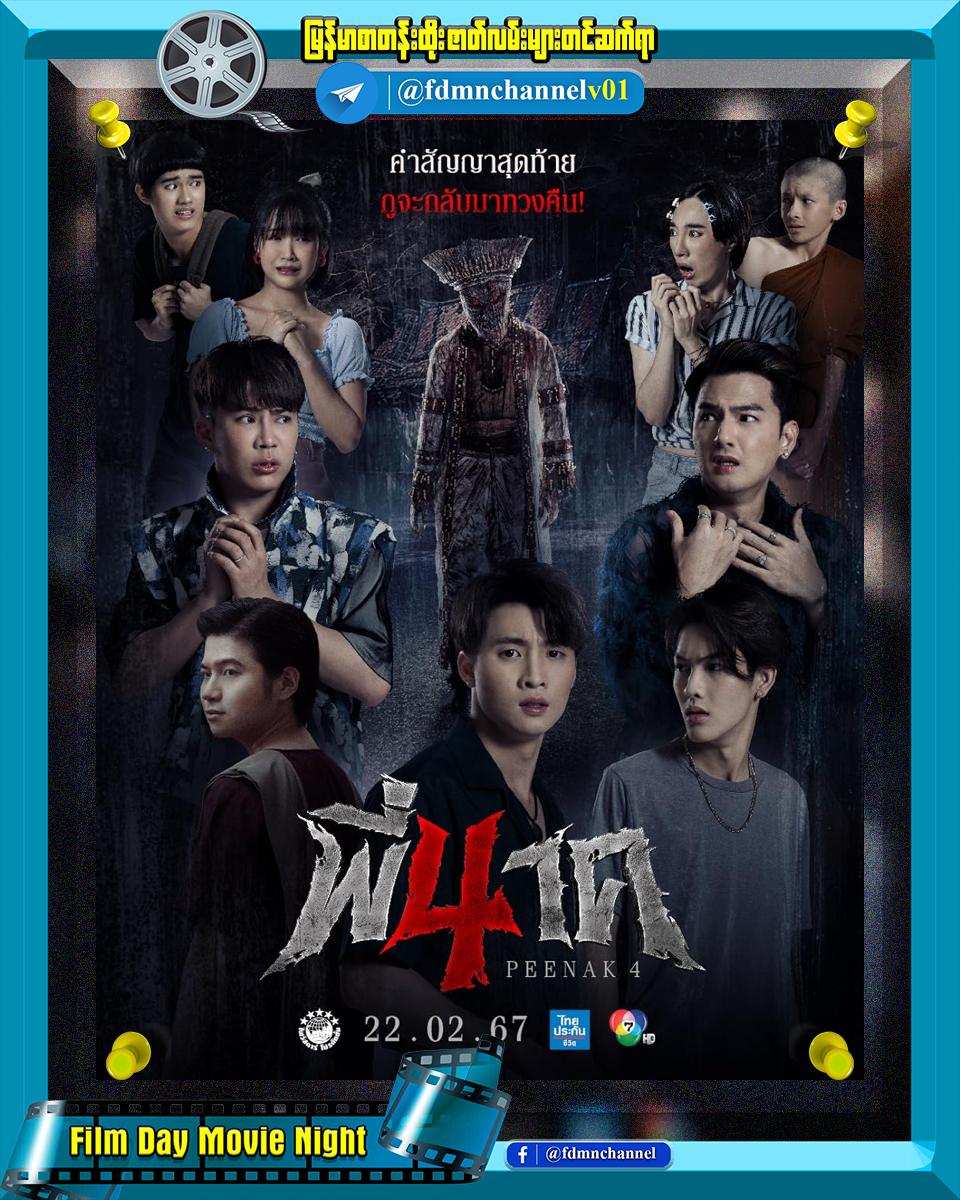 မြန်မာစာတန်းထိုးဇာတ်လမ်းများတင်ဆက်ရာ
@fdmnchannelv01
คำสัญญาสุดท้าย
กูจะกลับมาทวงคืน!
พี่4าค
PEENAK 4
22.02.67
ไทย
ประกัน
ชีวิต
7
HD
Film Day Movie Night
f
@fdmnchannel